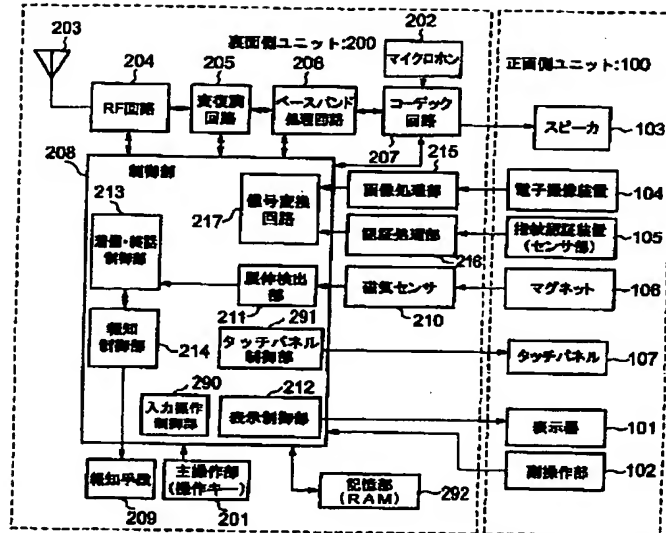 203
204
205
裏面側ユニット:200
208
202
マイクロホン
正面側ユニット:100
RF回路
変復調
回路
ベースバンド
処理回路
コーデック
回路
スピーカ
103
207
208
制御部
215
213
信号変換
回路
217
画像処理部
電子撮像装置
104
着信・終話
制御部
認証処理部
216
指紋認証装置
(センサ部)
105
開休検出
部
211
磁気センサ
210
マグネット
106
291
報知
制御部
214
タッチパネル
制御部
タッチパネル
107
290
212
入力操作
制御部
表示制御部
表示器
101
報知手段
209
主操作部
(操作キー)
201
記憶部
(RAM)
292
副操作部
102